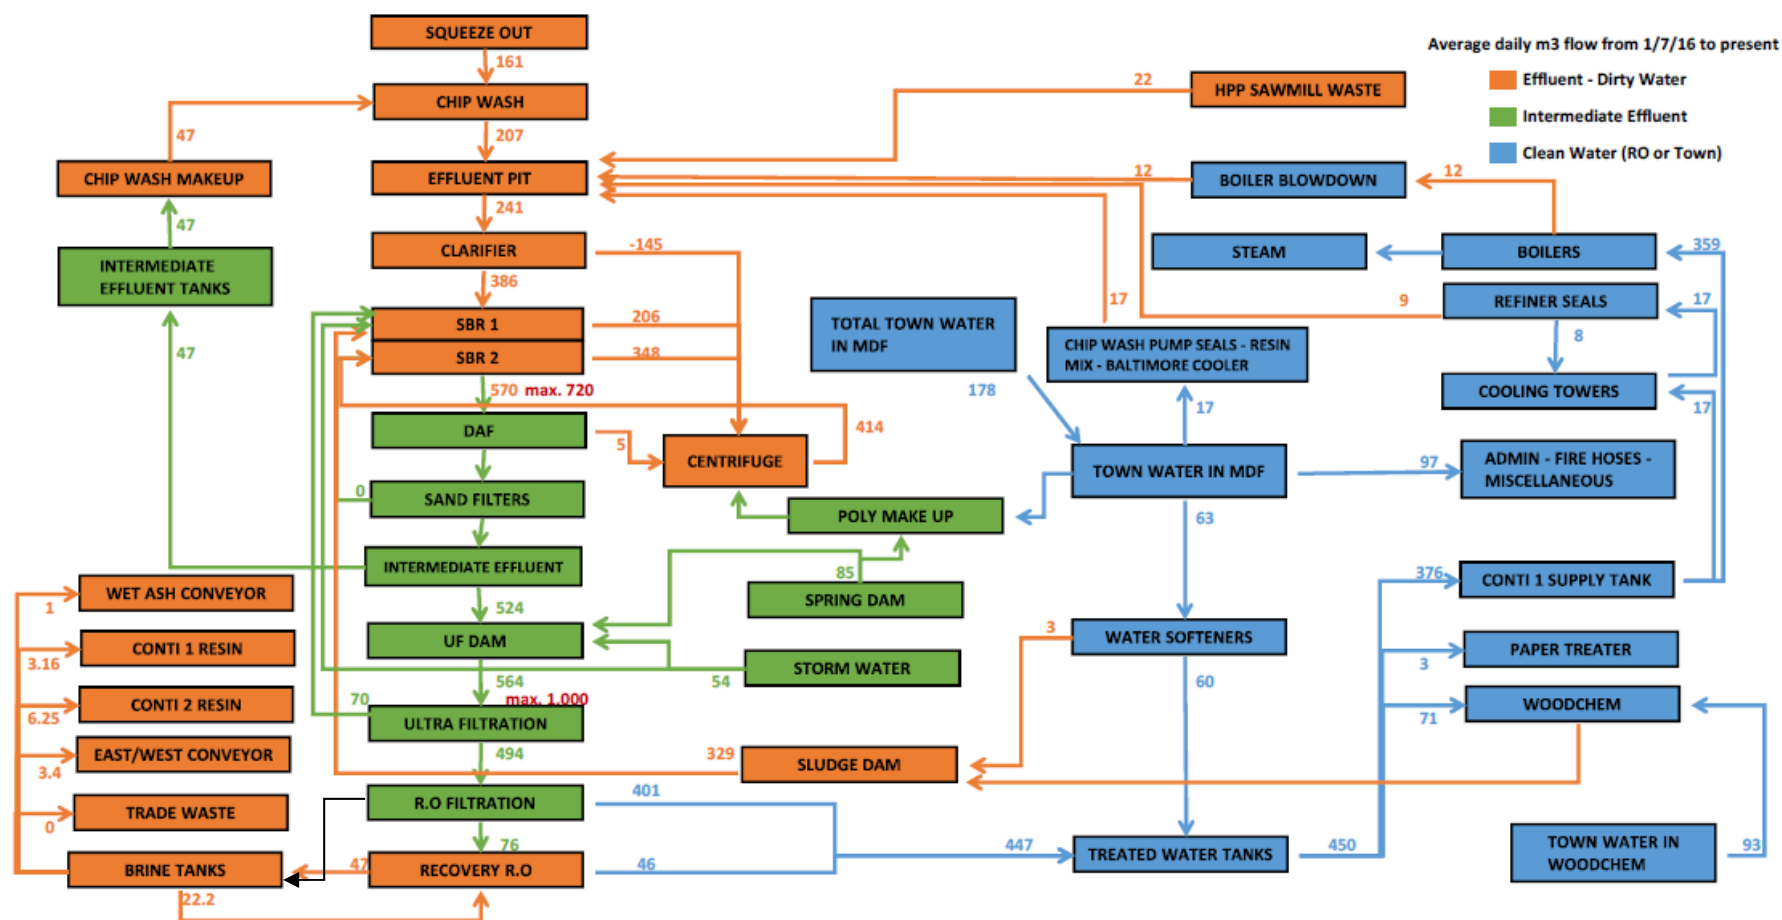 SQUEEZE OUT
161
Average daily m3 flow from 1/7/16 to present
Effluent - Dirty Water
Intermediate Effluent
Clean Water (RO or Town)
CHIP WASH
22
HPP SAWMILL WASTE
47
207
CHIP WASH MAKEUP
EFFLUENT PIT
12
BOILER BLOWDOWN
12
47
241
INTERMEDIATE
EFFLUENT TANKS
CLARIFIER
-145
STEAM
BOILERS
359
386
17
9
REFINER SEALS
17
SBR 1
206
TOTAL TOWN WATER
IN MDF
CHIP WASH PUMP SEALS - RESIN
MIX - BALTIMORE COOLER
8
47
SBR 2
348
570 max. 720
178
17
COOLING TOWERS
17
DAF
5
414
CENTRIFUGE
TOWN WATER IN MDF
97
ADMIN - FIRE HOSES -
MISCELLANEOUS
0
SAND FILTERS
POLY MAKE UP
63
INTERMEDIATE EFFLUENT
85
376
CONTI 1 SUPPLY TANK
WET ASH CONVEYOR
1
524
SPRING DAM
UF DAM
3
WATER SOFTENERS
CONTI 1 RESIN
3.16
PAPER TREATER
3
STORM WATER
54
564
60
70
max. 1.000
CONTI 2 RESIN
6.25
WOODCHEM
71
ULTRA FILTRATION
EAST/WEST CONVEYOR
3.4
494
329
SLUDGE DAM
R.O FILTRATION
401
TRADE WASTE
0
76
447
TREATED WATER TANKS
450
TOWN WATER IN
WOODCHEM
93
BRINE TANKS
47
RECOVERY R.O
46
22.2